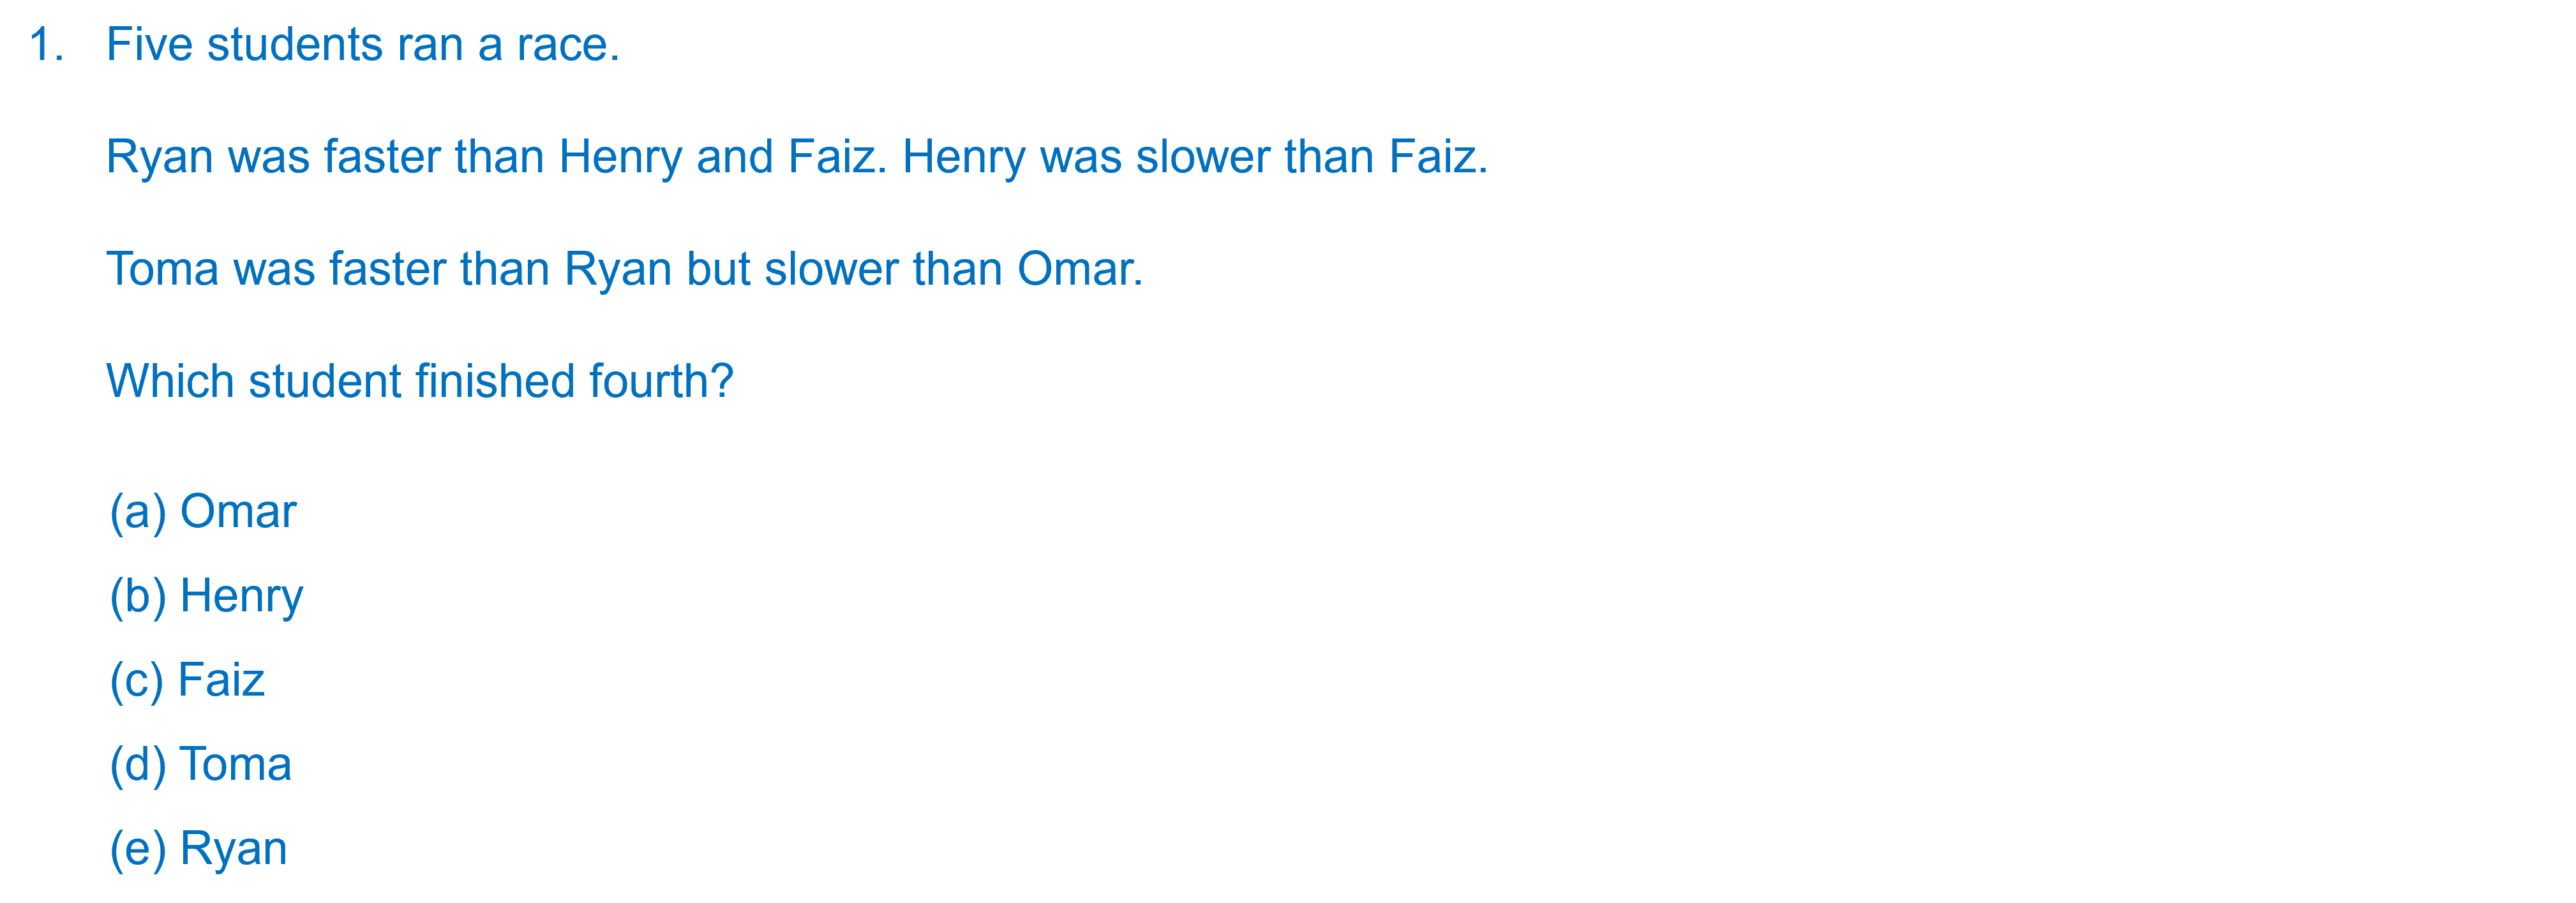 1. Five students ran a race.
Ryan was faster than Henry and Faiz. Henry was slower than Faiz.
Toma was faster than Ryan but slower than Omar.
Which student finished fourth?
(a) Omar
(b) Henry
(c) Faiz
(d) Toma
(e) Ryan